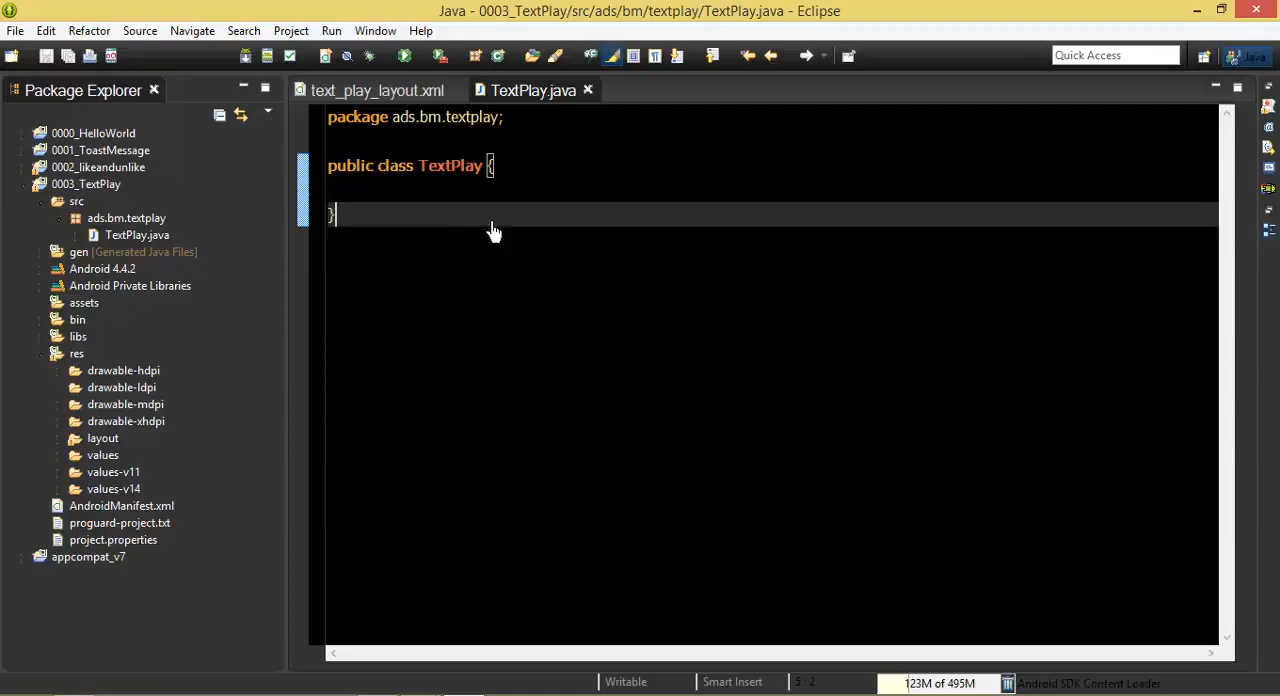 Java - 0003_TextPlay/src/ads/bm/textplay/TextPlay.java - Eclipse
File Edit Refactor Source Navigate Search Project Run Window Help
Quick Access
Java
Package Explorer
text_play_layout.xml
TextPlay.java
0000_HelloWorld
0001_ToastMessage
0002_likeandunlike
0003_TextPlay
src
ads.bm.textplay
TextPlay.java
gen [Generated Java Files]
Android 4.4.2
Android Private Libraries
assets
bin
libs
res
drawable-hdpi
drawable-ldpi
drawable-mdpi
drawable-xhdpi
layout
values
values-v11
values-v14
AndroidManifest.xml
proguard-project.txt
project.properties
appcompat_v7
package ads.bm.textplay;
public class TextPlay {
}
Writable
Smart Insert
5 : 2
123M of 495M
Android SDK Content Loader